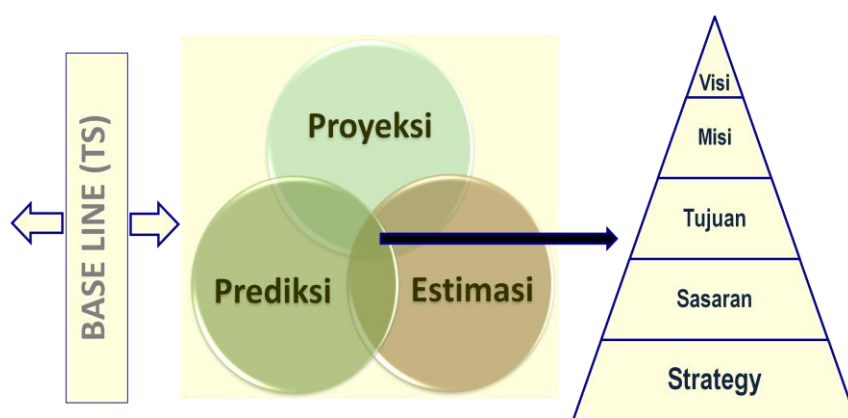 BASE LINE (TS)
Proyeksi
Prediksi
Estimasi
Visi
Misi
Tujuan
Sasaran
Strategy